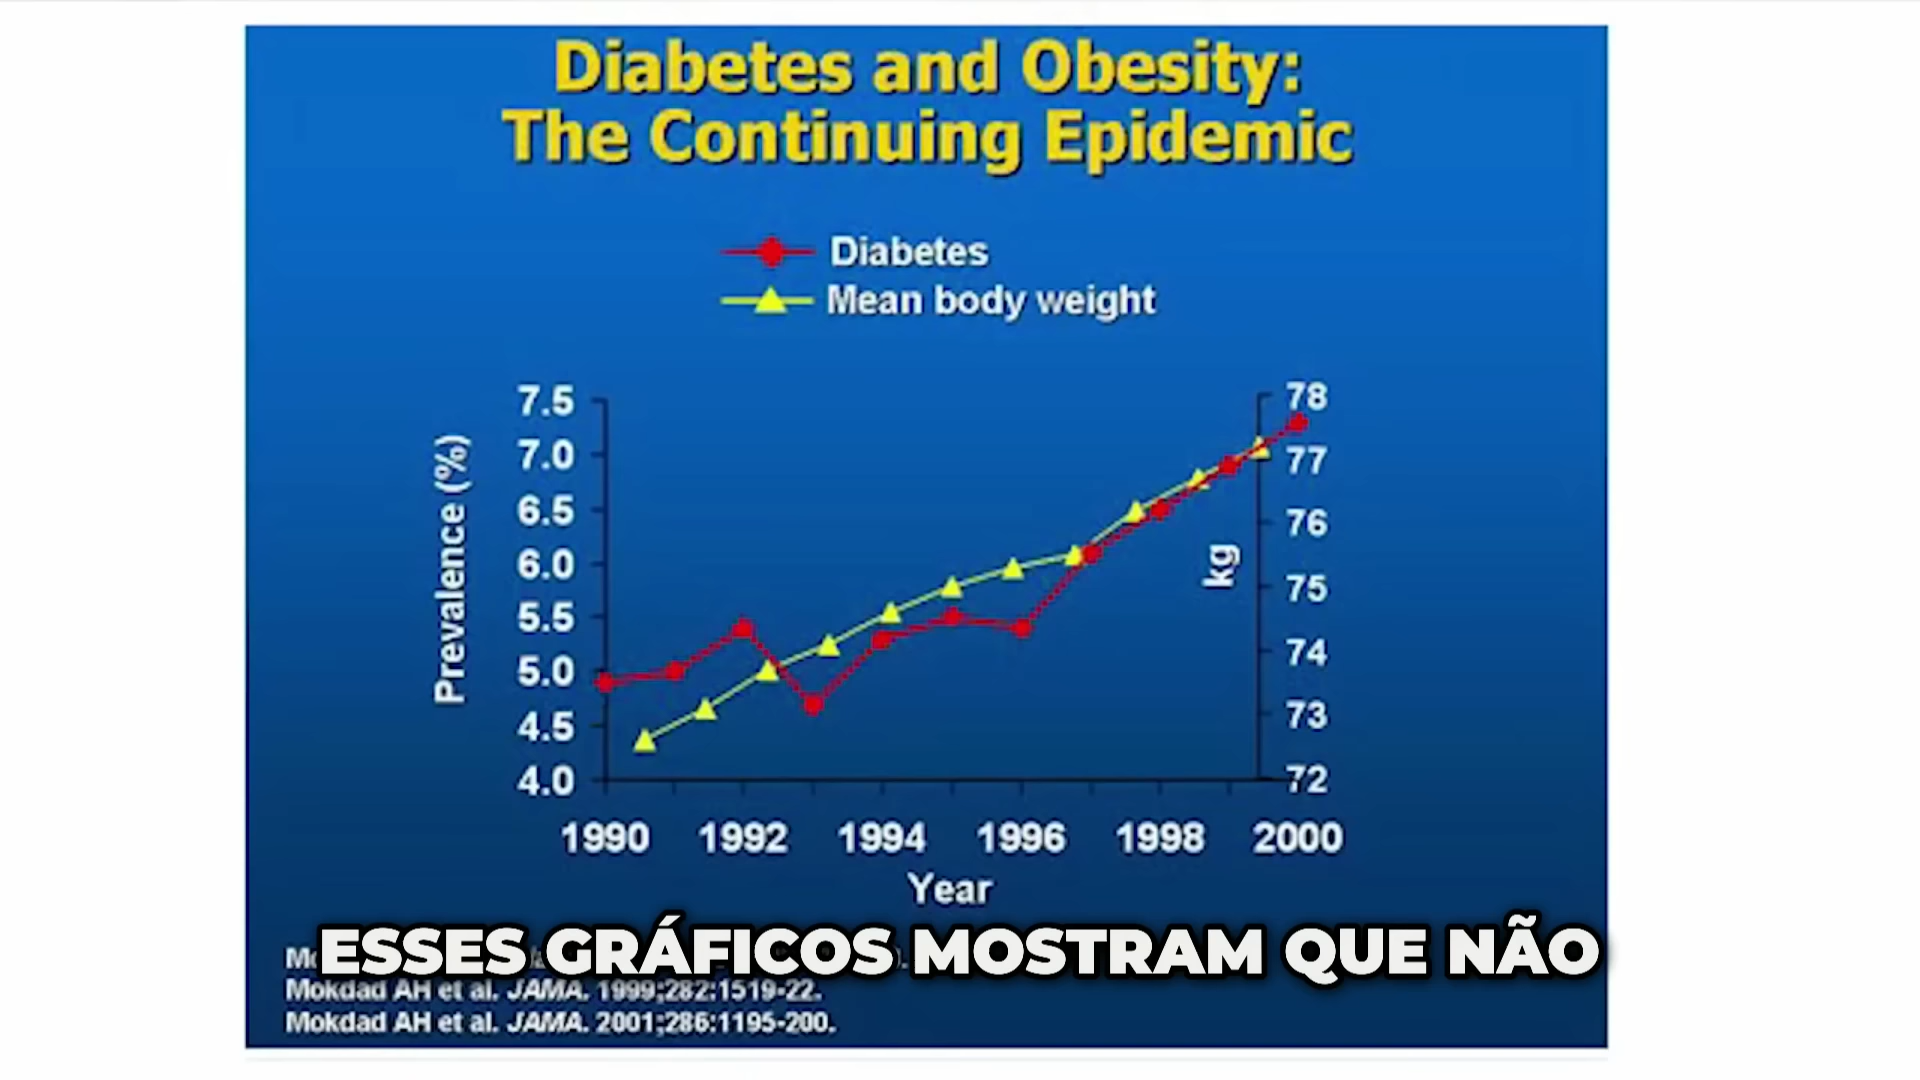 Diabetes and Obesity:
The Continuing Epidemic
Diabetes
Mean body weight
Prevalence (%)
7.5
7.0
6.5
6.0
5.5
5.0
4.5
4.0
78
77
76
75
74
73
72
kg
1990 1992 1994 1996 1998 2000
Year
ESSES GRÁFICOS MOSTRAM QUE NÃO
Mokdad AH et al. JAMA. 1999;282:1519-22.
Mokdad AH et al. JAMA. 2001;286:1195-200.